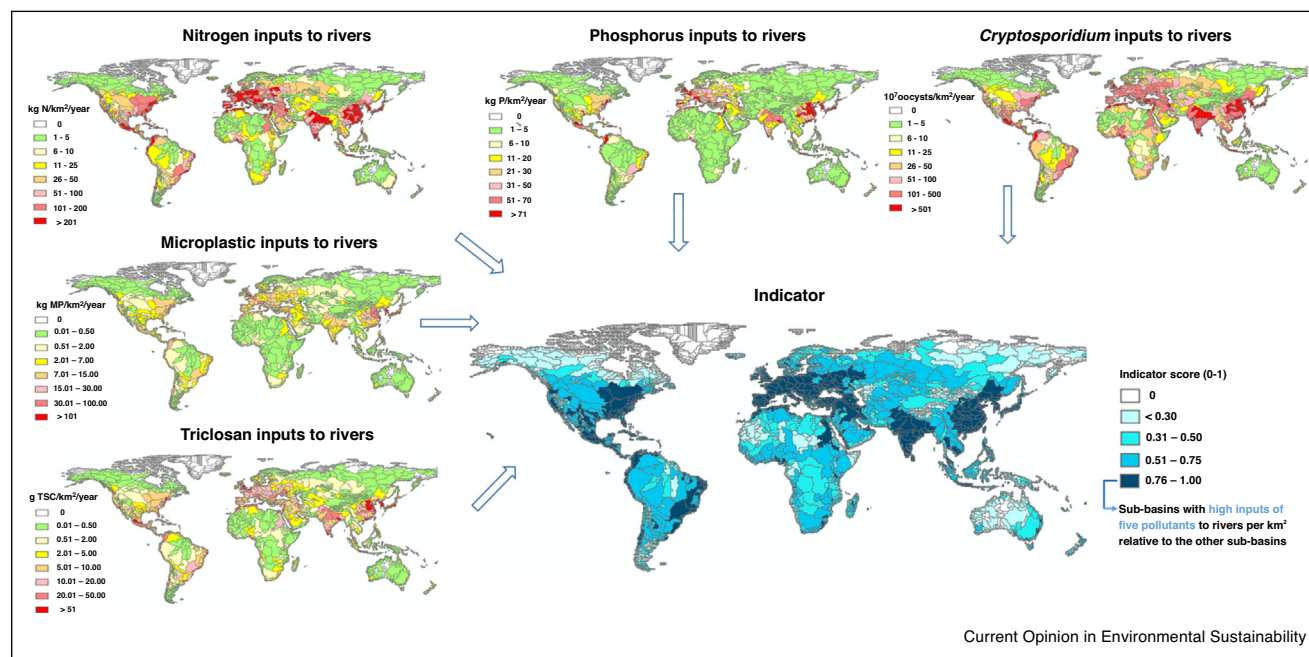 Nitrogen inputs to rivers
kg N/km²/year
0
1 - 5
6 - 10
11 - 25
26 - 50
51 - 100
101 - 200
> 201
Phosphorus inputs to rivers
kg P/km²/year
0
1 – 5
6 – 10
11 - 20
21 - 30
31 - 50
51 - 70
> 71
Cryptosporidium inputs to rivers
10⁷oocysts/km²/year
0
1 – 5
6 - 10
11 - 25
26 - 50
51 - 100
101 - 500
> 501
Microplastic inputs to rivers
kg MP/km²/year
0
0.01 – 0.50
0.51 – 2.00
2.01 – 7.00
7.01 – 15.00
15.01 – 30.00
30.01 – 100.00
> 101
Triclosan inputs to rivers
g TSC/km²/year
0
0.01 – 0.50
0.51 – 2.00
2.01 – 5.00
5.01 – 10.00
10.01 – 20.00
20.01 – 50.00
> 51
Indicator
Indicator score (0-1)
0
< 0.30
0.31 – 0.50
0.51 – 0.75
0.76 – 1.00
Sub-basins with high inputs of
five pollutants to rivers per km²
relative to the other sub-basins
Current Opinion in Environmental Sustainability